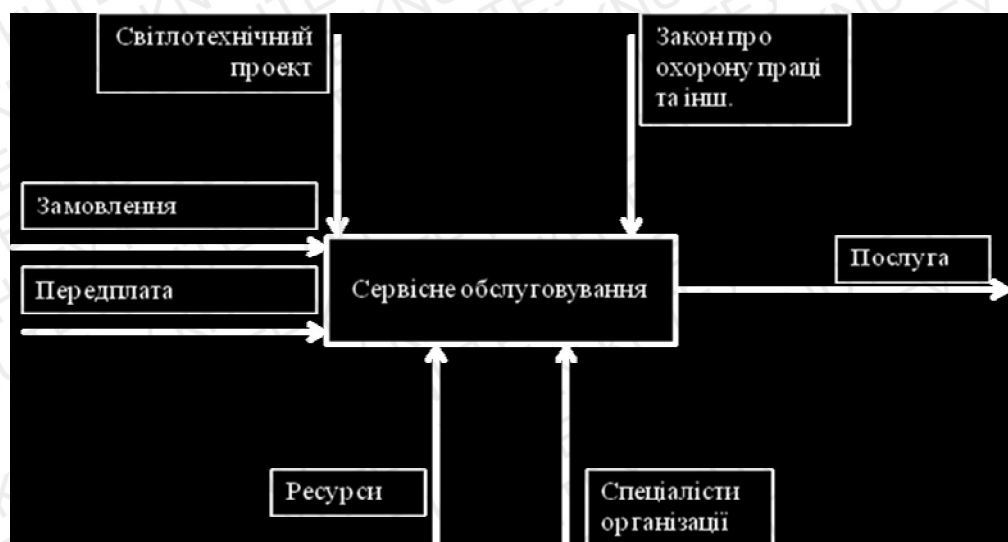 Світлотехнічний
проект
Закон про
охорону праці
та інш.
Замовлення
Передплата
Сервісне обслуговування
Послуга
Ресурси
Спеціалісти
організації